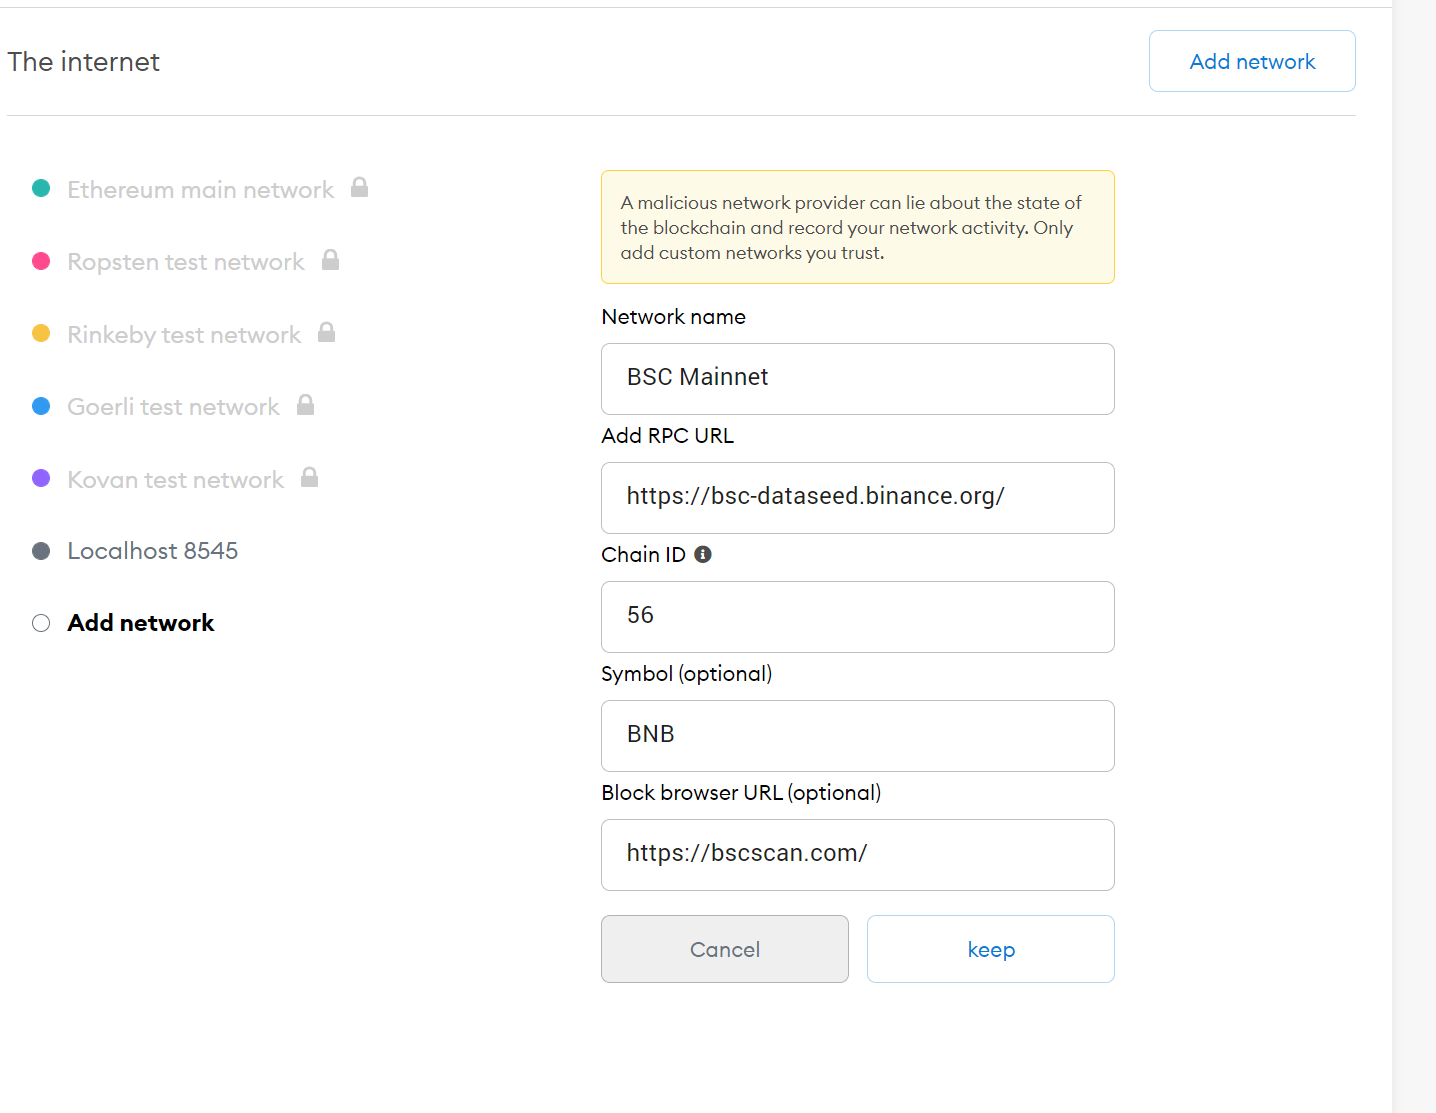 The internet
Add network
Ethereum main network
Ropsten test network
Rinkeby test network
Goerli test network
Kovan test network
Localhost 8545
Add network
A malicious network provider can lie about the state of
the blockchain and record your network activity. Only
add custom networks you trust.
Network name
BSC Mainnet
Add RPC URL
https://bsc-dataseed.binance.org/
Chain ID
56
Symbol (optional)
BNB
Block browser URL (optional)
https://bscscan.com/
Cancel
keep